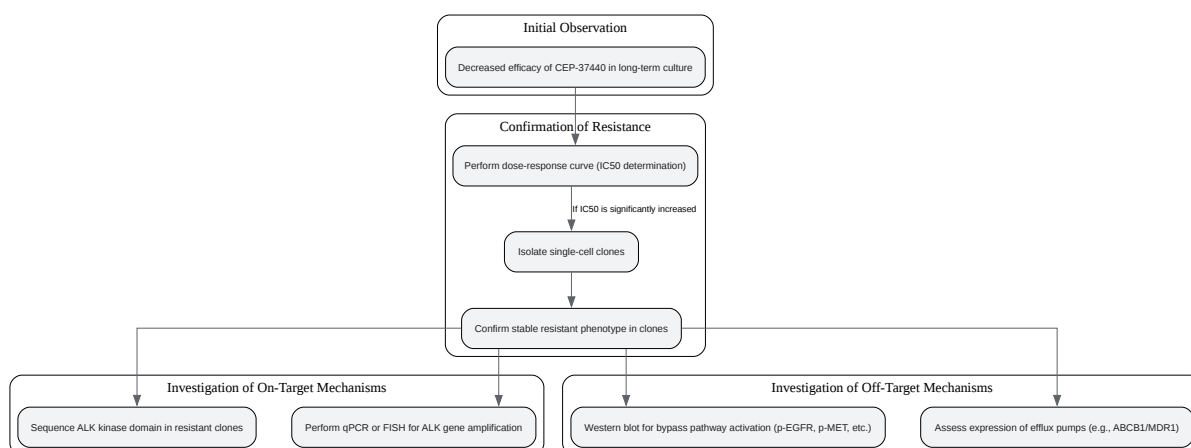 Initial Observation
Decreased efficacy of CEP-37440 in long-term culture
Confirmation of Resistance
Perform dose-response curve (IC50 determination)
If IC50 is significantly increased
Isolate single-cell clones
Confirm stable resistant phenotype in clones
Investigation of On-Target Mechanisms
Sequence ALK kinase domain in resistant clones
Perform qPCR or FISH for ALK gene amplification
Investigation of Off-Target Mechanisms
Western blot for bypass pathway activation (p-EGFR, p-MET, etc.)
Assess expression of efflux pumps (e.g., ABCB1/MDR1)